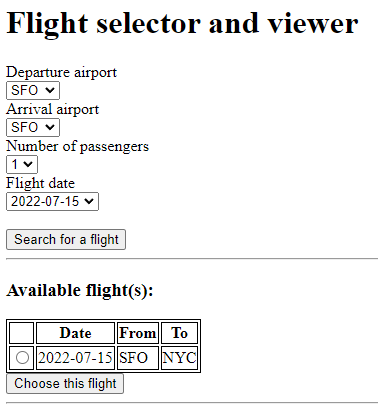 Flight selector and viewer
Departure airport
SFO
Arrival airport
SFO
Number of passengers
1
Flight date
2022-07-15
Search for a flight
Available flight(s):
Date From To
2022-07-15 SFO NYC
Choose this flight